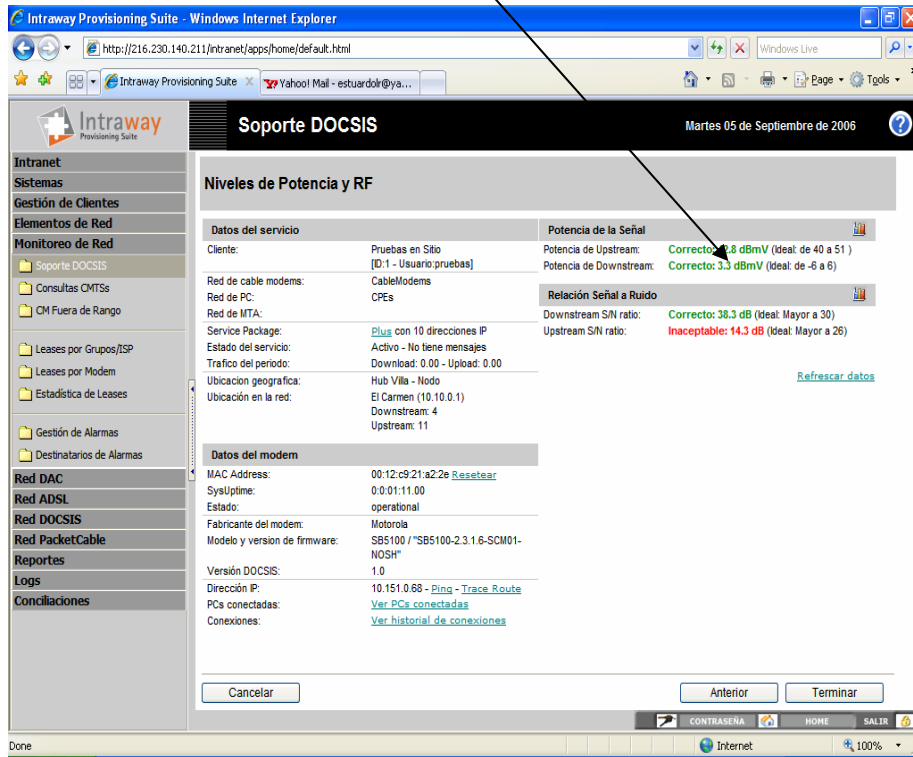 Intraway Provisioning Suite - Windows Internet Explorer
http://216.230.140.211/intranet/apps/home/default.html
Windows Live
Intraway Provisioning Suite
Yahoo! Mail - estuardolr@ya...
Page
Tools
Intraway
Provisioning Suite
Soporte DOCSIS
Martes 05 de Septiembre de 2006
Intranet
Sistemas
Gestión de Clientes
Elementos de Red
Monitoreo de Red
Soporte DOCSIS
Consultas CMTSs
CM Fuera de Rango
Leases por Grupos/ISP
Leases por Modem
Estadística de Leases
Gestión de Alarmas
Destinatarios de Alarmas
Red DAC
Red ADSL
Red DOCSIS
Red PacketCable
Reportes
Logs
Conciliaciones
Niveles de Potencia y RF
Datos del servicio
Cliente: Pruebas en Sitio
[ID:1 - Usuario:pruebas]
Red de cable modems: CableModems
Red de PC: CPEs
Red de MTA:
Service Package: Plus con 10 direcciones IP
Estado del servicio: Activo - No tiene mensajes
Trafico del periodo: Download: 0.00 - Upload: 0.00
Ubicacion geografica: Hub Villa - Nodo
Ubicación en la red: El Carmen (10.10.0.1)
Downstream: 4
Upstream: 11
Datos del modem
MAC Address: 00:12:c9:21:a2:2e Resetear
SysUptime: 0:0:01:11.00
Estado: operational
Fabricante del modem: Motorola
Modelo y version de firmware: SB5100 / "SB5100-2.3.1.6-SCM01-
NOSH"
Versión DOCSIS: 1.0
Dirección IP: 10.151.0.68 - Ping - Trace Route
PCs conectadas: Ver PCs conectadas
Conexiones: Ver historial de conexiones
Potencia de la Señal
Potencia de Upstream: Correcto: 2.8 dBmV (Ideal: de 40 a 51 )
Potencia de Downstream: Correcto: 3.3 dBmV (Ideal: de -6 a 6)
Relación Señal a Ruido
Downstream S/N ratio: Correcto: 38.3 dB (Ideal: Mayor a 30)
Upstream S/N ratio: Inaceptable: 14.3 dB (Ideal: Mayor a 26)
Refrescar datos
Cancelar
Anterior
Terminar
CONTRASEÑA
HOME
SALIR
Done
Internet
100%